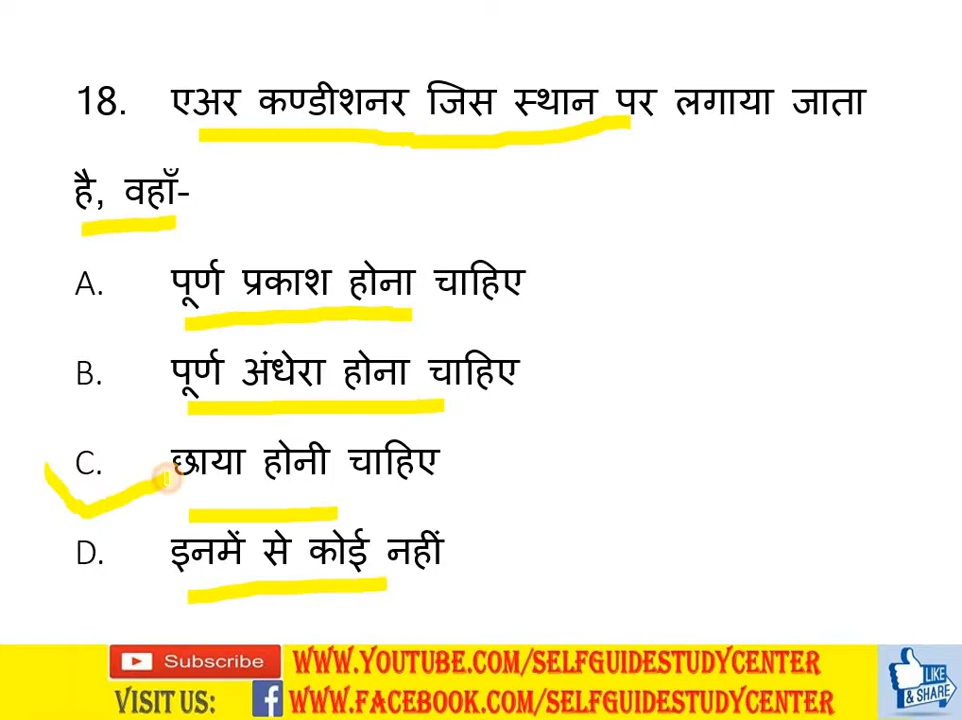 18. एअर कण्डीशनर जिस स्थान पर लगाया जाता
है, वहाँ-
A. पूर्ण प्रकाश होना चाहिए
B. पूर्ण अंधेरा होना चाहिए
C. छाया होनी चाहिए
D. इनमें से कोई नहीं
Subscribe WWW.YOUTUBE.COM/SELFGUIDESTUDYCENTER
VISIT US: f WWW.FACEBOOK.COM/SELFGUIDESTUDYCENTER
LIKE
& SHARE